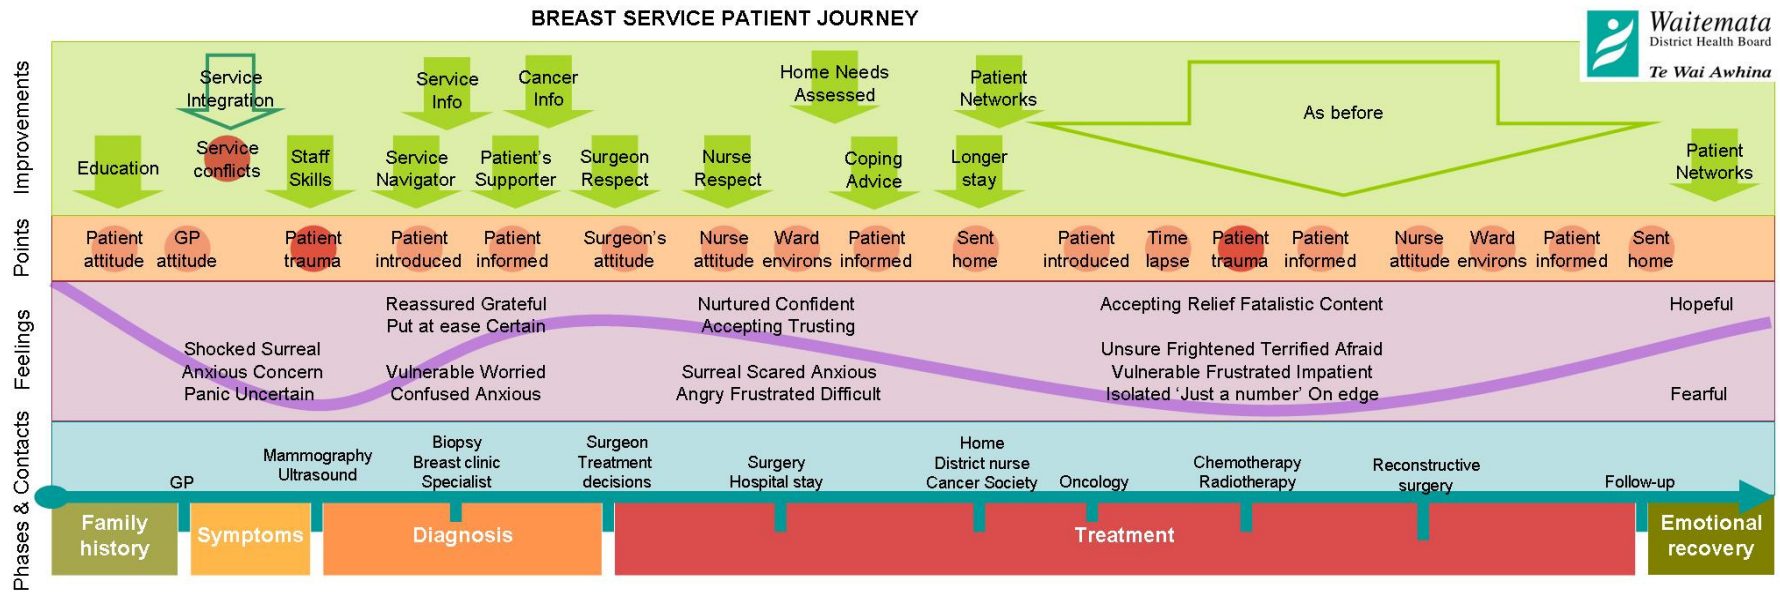 BREAST SERVICE PATIENT JOURNEY
Waitemata
District Health Board
Te Wai Awhina
Improvements
Service
Integration
Service
Info
Cancer
Info
Home Needs
Assessed
Patient
Networks
As before
Education
Service
conflicts
Staff
Skills
Service
Navigator
Patient's
Supporter
Surgeon
Respect
Nurse
Respect
Coping
Advice
Longer
stay
Patient
Networks
Points
Patient
attitude
GP
attitude
Patient
trauma
Patient
introduced
Patient
informed
Surgeon's
attitude
Nurse
attitude
Ward
environs
Patient
informed
Sent
home
Patient
introduced
Time
lapse
Patient
trauma
Patient
informed
Nurse
attitude
Ward
environs
Patient
informed
Sent
home
Feelings
Shocked Surreal
Anxious Concern
Panic Uncertain
Reassured Grateful
Put at ease Certain
Vulnerable Worried
Confused Anxious
Nurtured Confident
Accepting Trusting
Surreal Scared Anxious
Angry Frustrated Difficult
Accepting Relief Fatalistic Content
Unsure Frightened Terrified Afraid
Vulnerable Frustrated Impatient
Isolated 'Just a number' On edge
Hopeful
Fearful
Phases & Contacts
GP
Mammography
Ultrasound
Biopsy
Breast clinic
Specialist
Surgeon
Treatment
decisions
Surgery
Hospital stay
Home
District nurse
Cancer Society
Oncology
Chemotherapy
Radiotherapy
Reconstructive
surgery
Follow-up
Family
history
Symptoms
Diagnosis
Treatment
Emotional
recovery